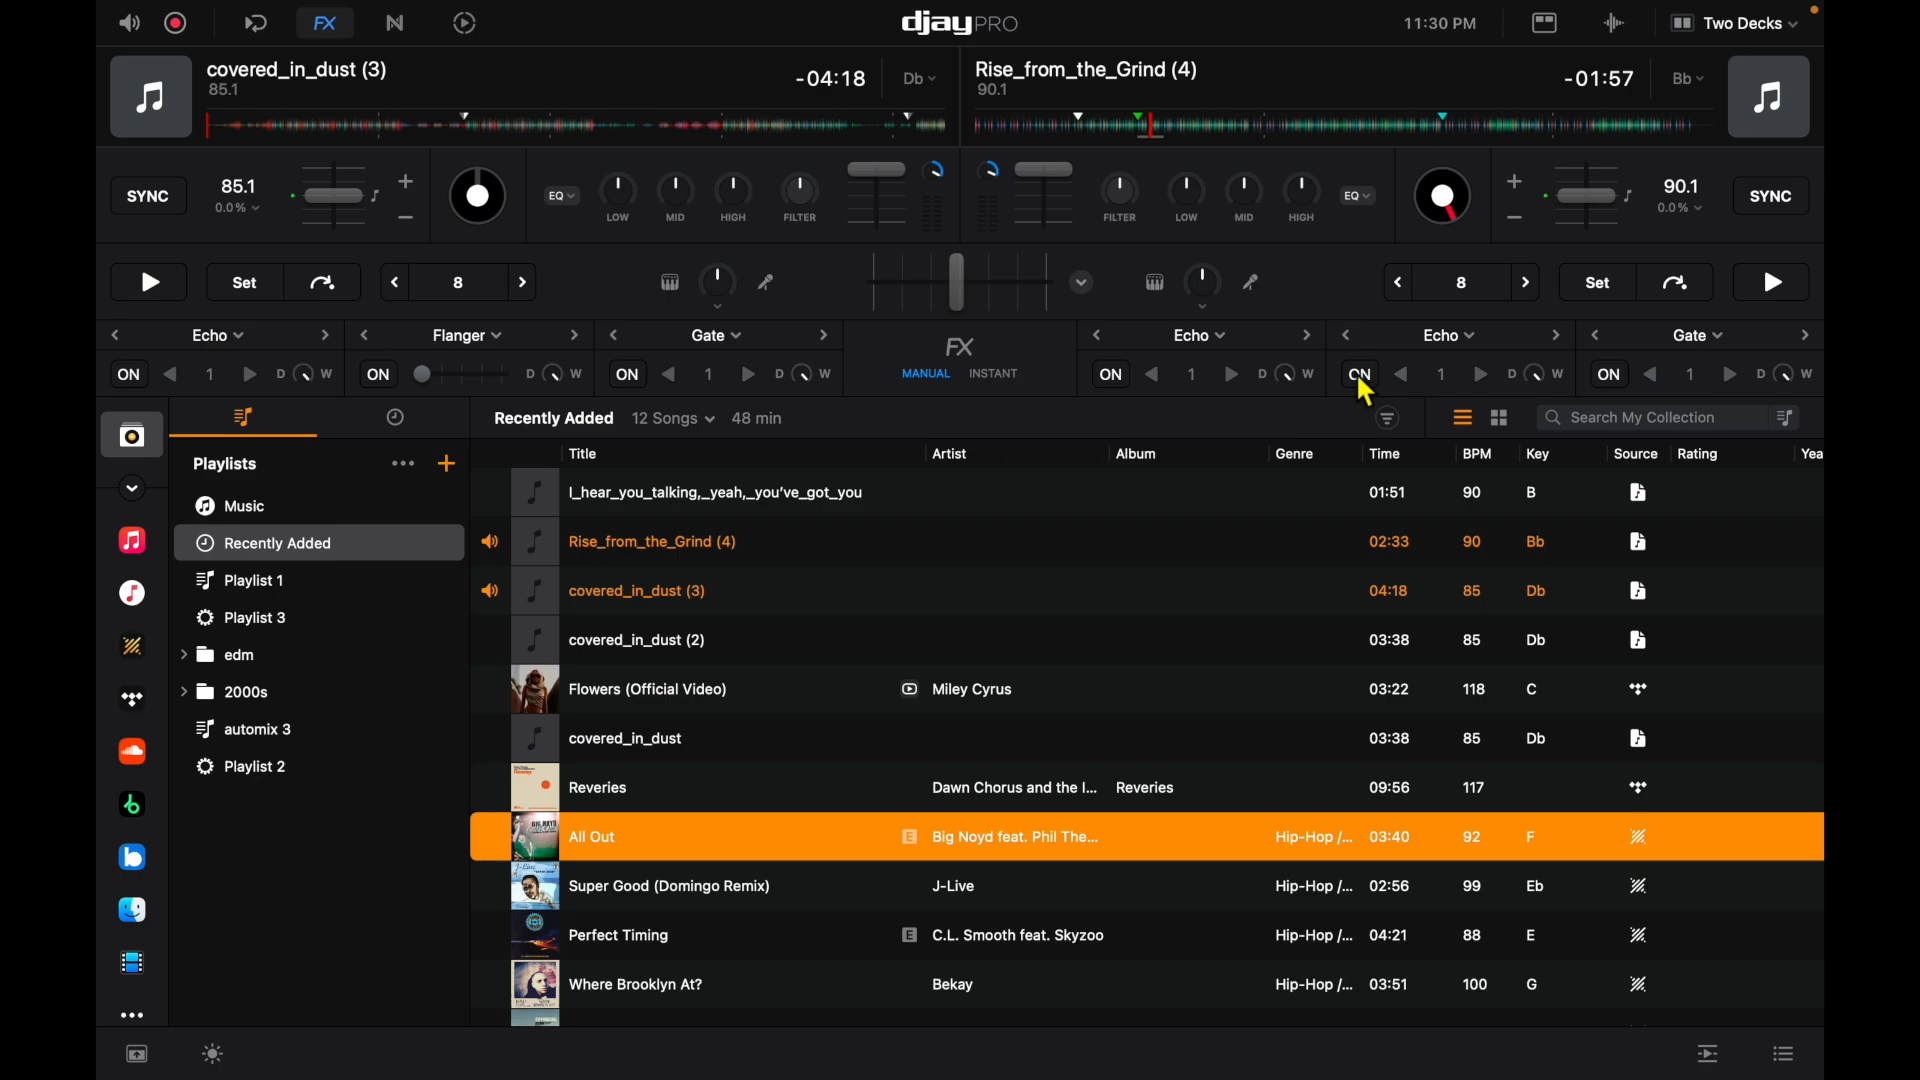 FX
djayPRO
11:30 PM
Two Decks
covered_in_dust (3)
85.1
-04:18
Db
Rise_from_the_Grind (4)
90.1
-01:57
Bb
SYNC
85.1
0.0%
EQ
LOW
MID
HIGH
FILTER
FILTER
LOW
MID
HIGH
EQ
90.1
0.0%
SYNC
Set
8
8
Set
Echo
Flanger
Gate
FX
Echo
Echo
Gate
ON
1
D
W
ON
D
W
ON
1
D
W
MANUAL
INSTANT
ON
1
D
W
ON
1
D
W
ON
1
D
W
Recently Added
12 Songs
48 min
Search My Collection
Playlists
Music
Recently Added
Playlist 1
Playlist 3
edm
2000s
automix 3
Playlist 2
Title Artist Album Genre Time BPM Key Source Rating Yea
I_hear_you_talking,_yeah,_you've_got_you 01:51 90 B
Rise_from_the_Grind (4) 02:33 90 Bb
covered_in_dust (3) 04:18 85 Db
covered_in_dust (2) 03:38 85 Db
Flowers (Official Video) Miley Cyrus 03:22 118 C
covered_in_dust 03:38 85 Db
Reveries Dawn Chorus and the I... Reveries 09:56 117
All Out E Big Noyd feat. Phil The... Hip-Hop /... 03:40 92 F
Super Good (Domingo Remix) J-Live Hip-Hop /... 02:56 99 Eb
Perfect Timing E C.L. Smooth feat. Skyzoo Hip-Hop /... 04:21 88 E
Where Brooklyn At? Bekay Hip-Hop /... 03:51 100 G